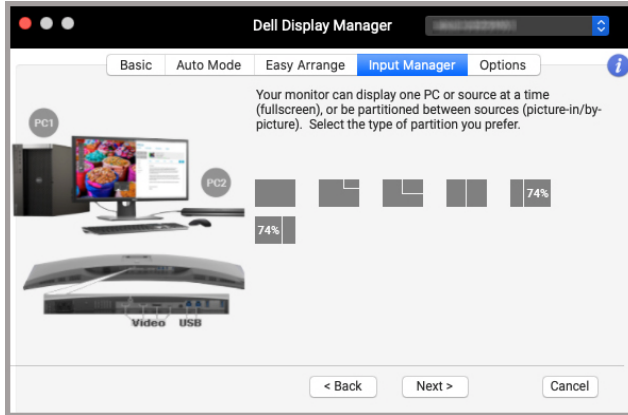 Dell Display Manager
Basic
Auto Mode
Easy Arrange
Input Manager
Options
i
Your monitor can display one PC or source at a time
(fullscreen), or be partitioned between sources (picture-in/by-
picture). Select the type of partition you prefer.
PC1
PC2
74%
74%
Video USB
< Back
Next >
Cancel